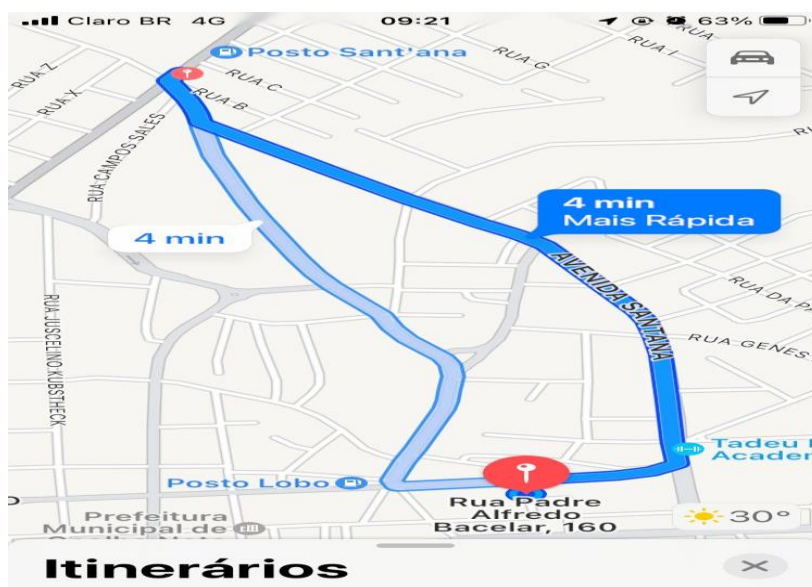 Claro BR 4G 09:21 63%
Posto Sant'ana
RUA G
RUA I
RUA Z
RUA X
RUA C
RUA B
RUA CAMPOS SALES
4 min
Mais Rápida
4 min
AVENIDA SANTANA
RUA DA
RUA GENES
RUA JUSCELINO KUBSTHECK
Tadeu
Academ
Posto Lobo
Rua Padre
Alfredo
Bacelar, 160
Prefeitura
Municipal de
30°
Itinerários